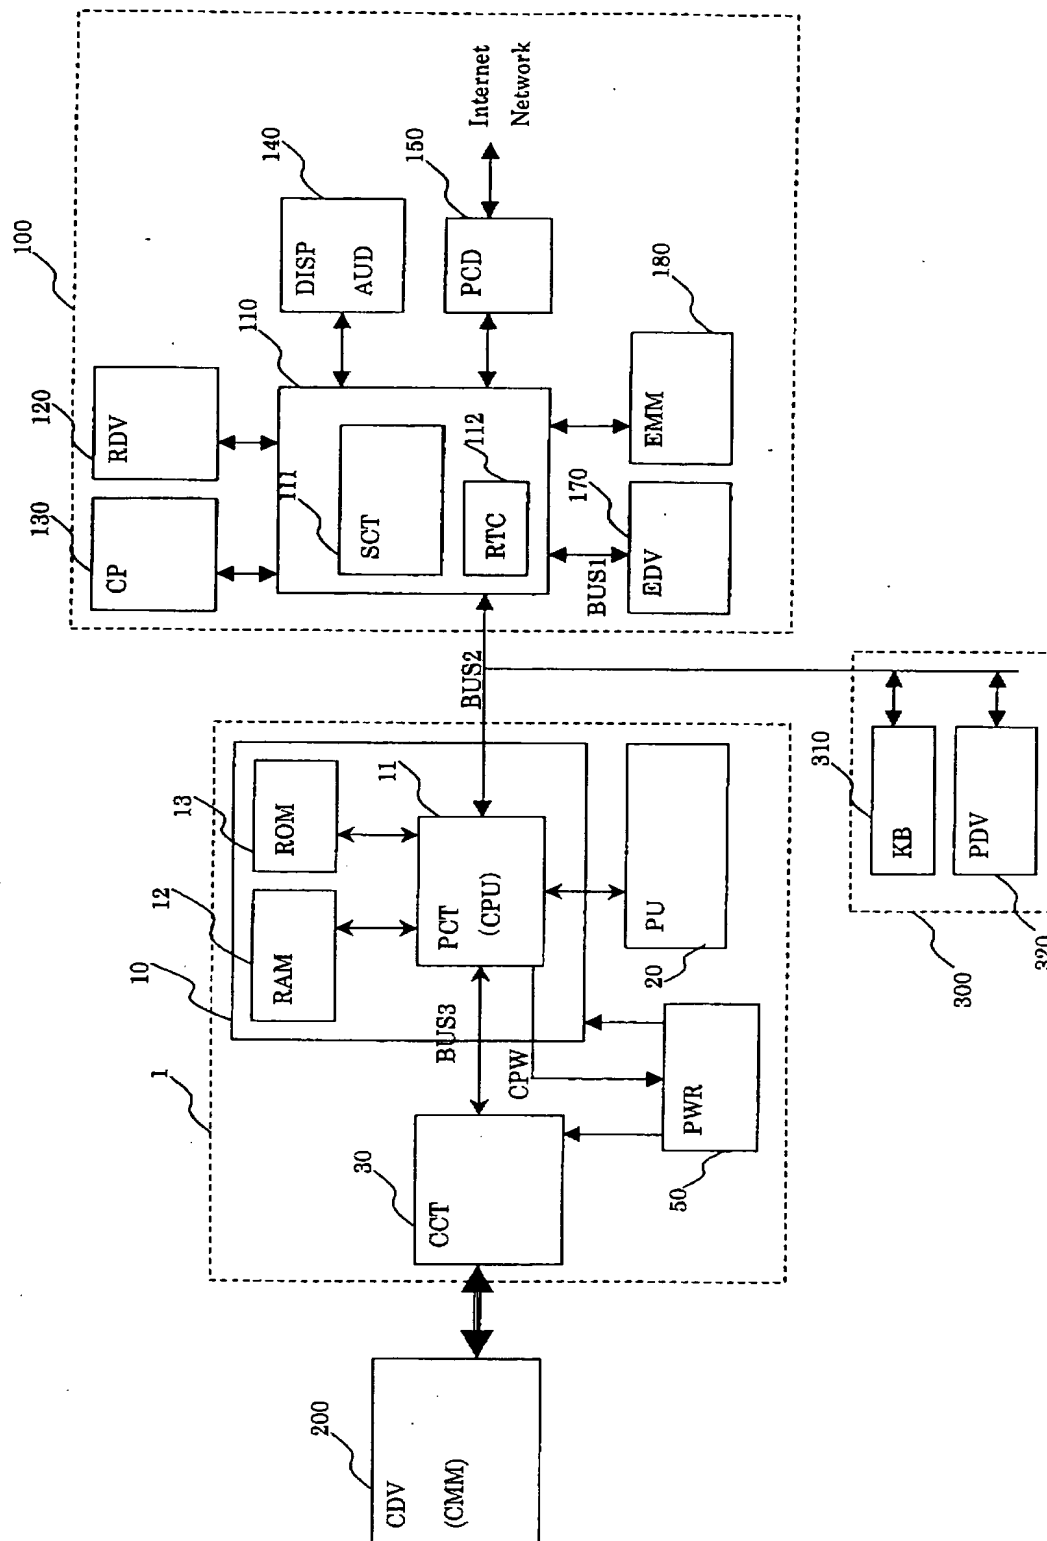 100
120
RDV
130
CP
140
DISP
AUD
150
PCD
Internet
Network
110
111
SCT
112
RTC
BUS1
170
EDV
180
EMM
BUS2
1
10
12
RAM
13
ROM
11
PCT
(CPU)
BUS3
CPW
30
CCT
PU
20
PWR
50
200
CDV
(CMM)
310
KB
PDV
300
320